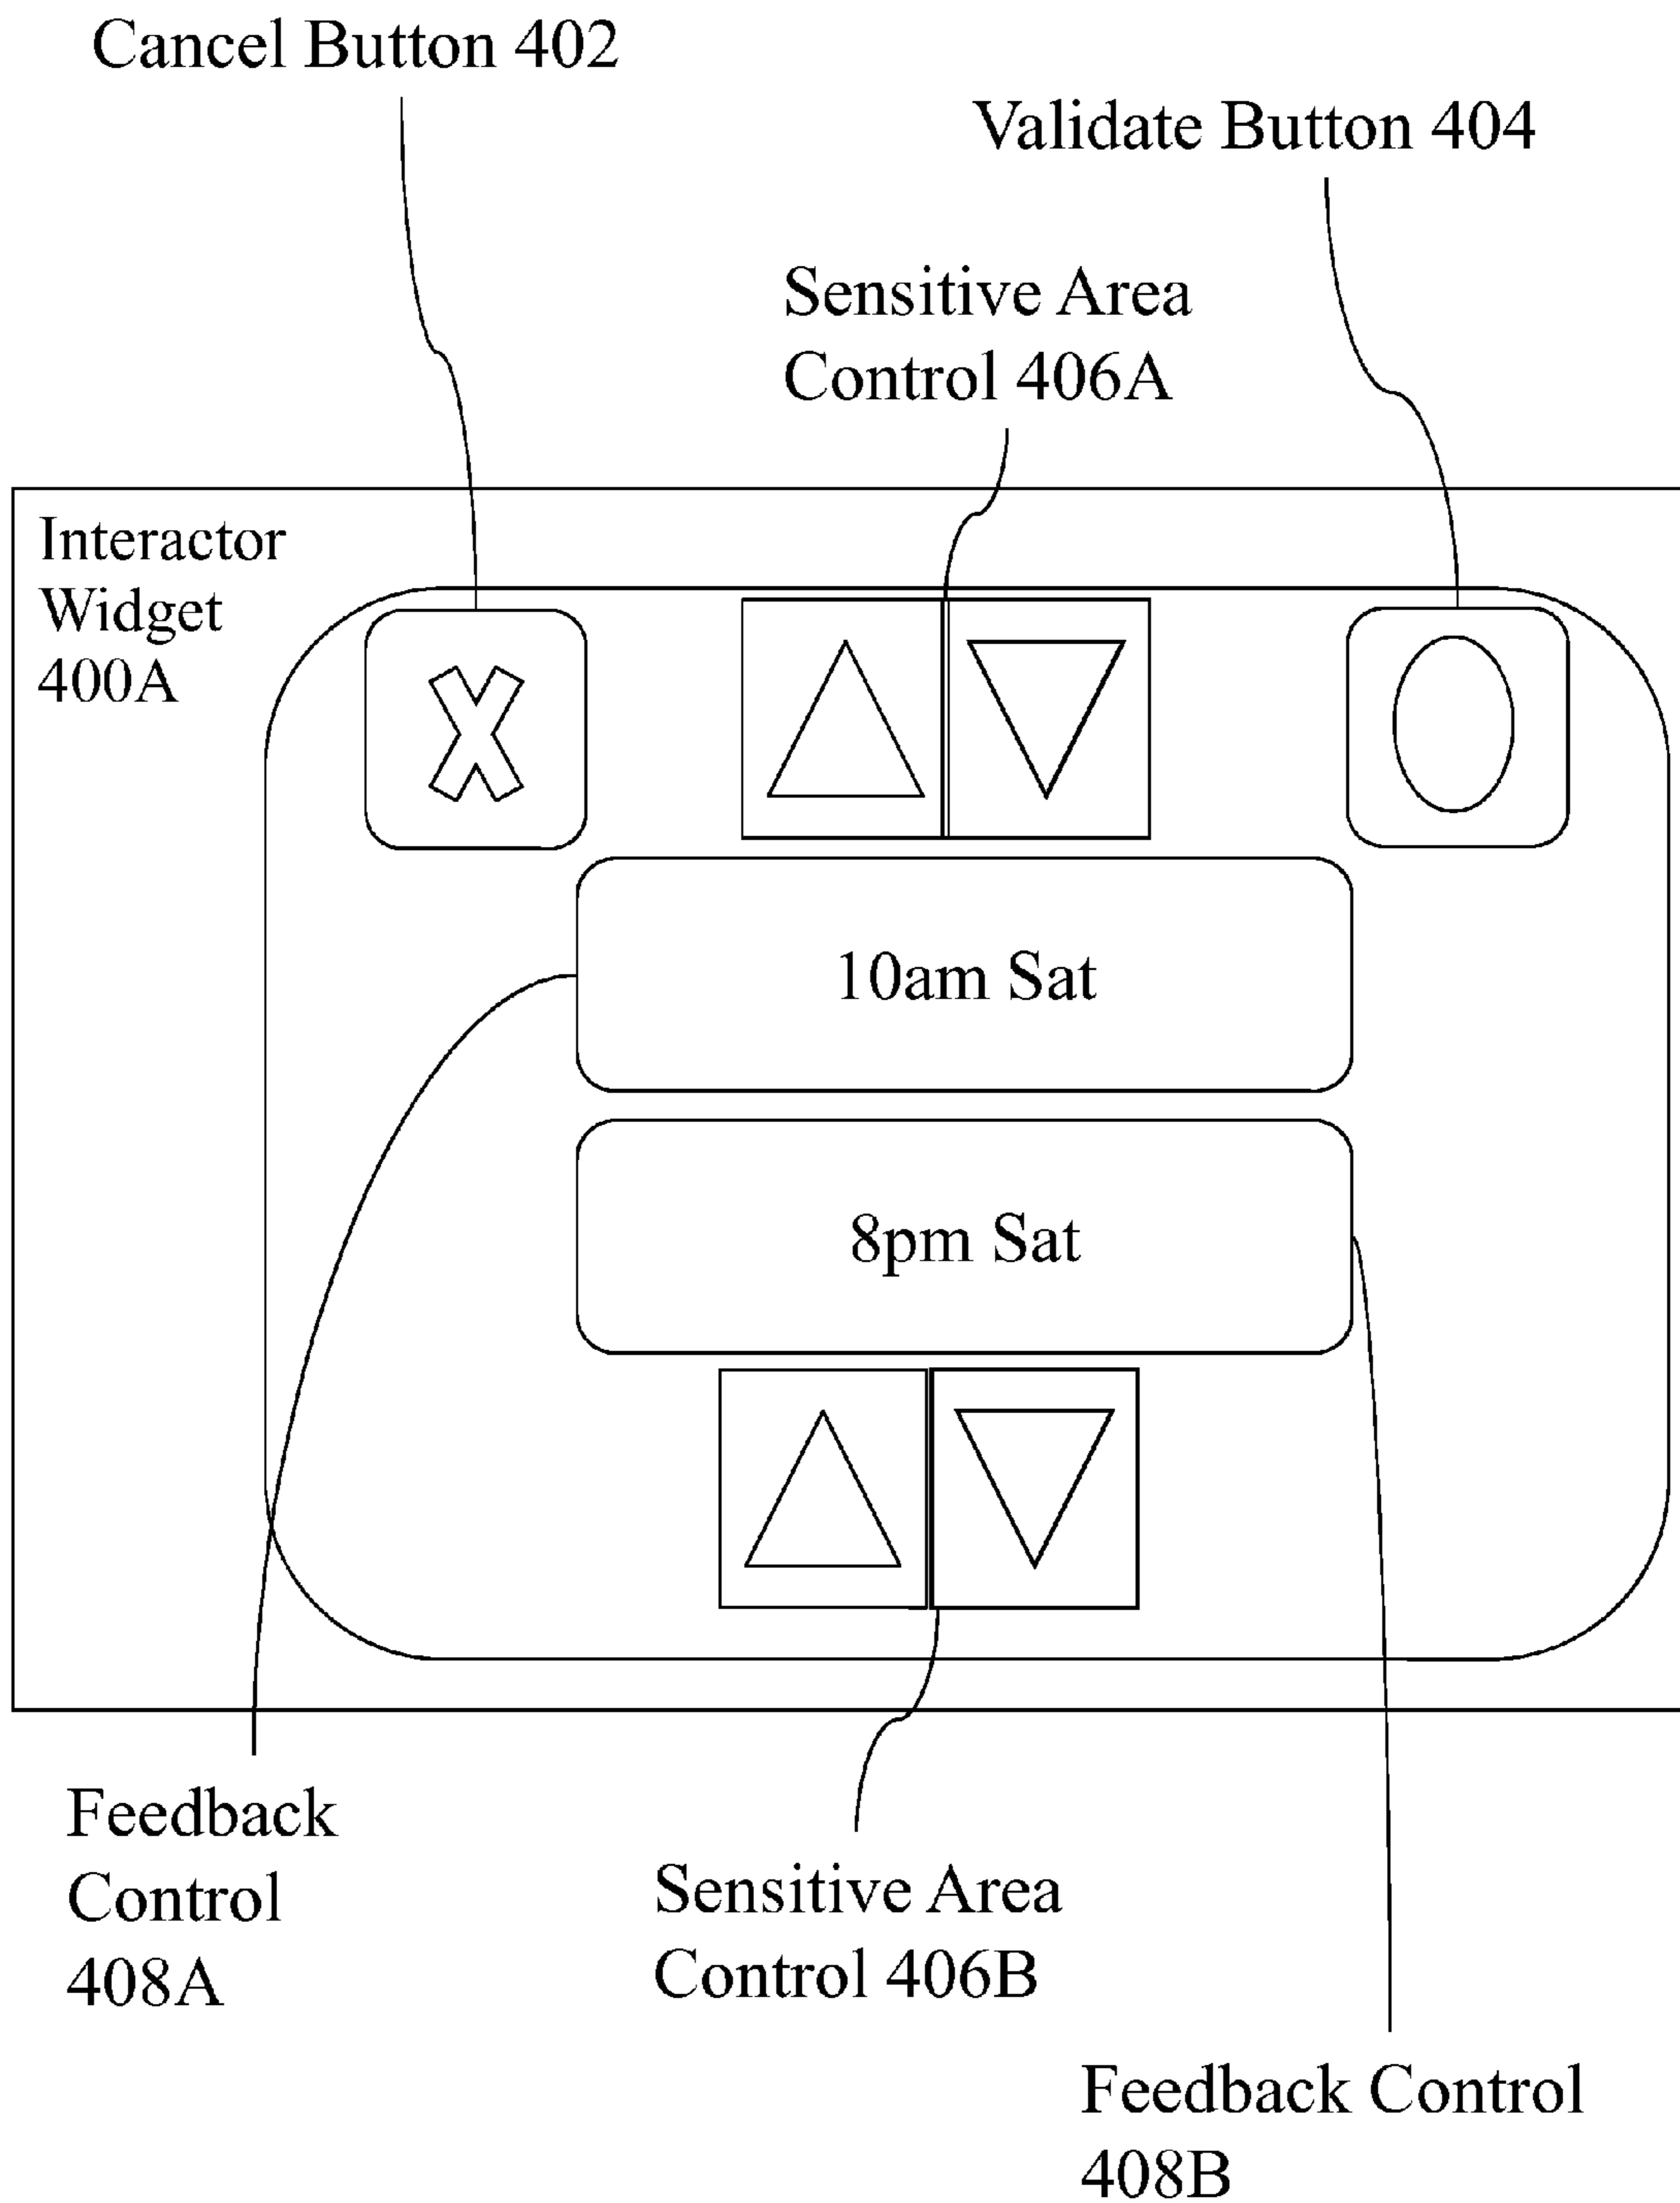 Cancel Button 402
Validate Button 404
Sensitive Area
Control 406A
Interactor
Widget
400A
10am Sat
8pm Sat
Feedback
Control
408A
Sensitive Area
Control 406B
Feedback Control
408B